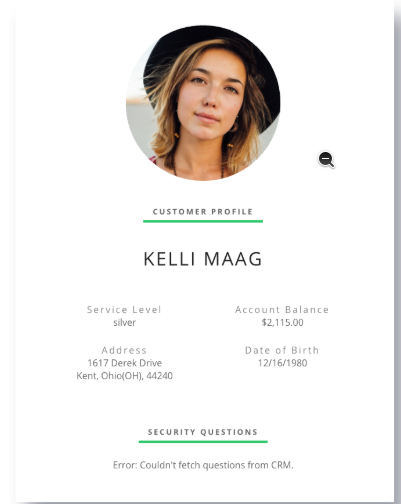 CUSTOMER PROFILE
KELLI MAAG
Service Level
silver
Account Balance
$2,115.00
Address
1617 Derek Drive
Kent, Ohio(OH), 44240
Date of Birth
12/16/1980
SECURITY QUESTIONS
Error: Couldn't fetch questions from CRM.